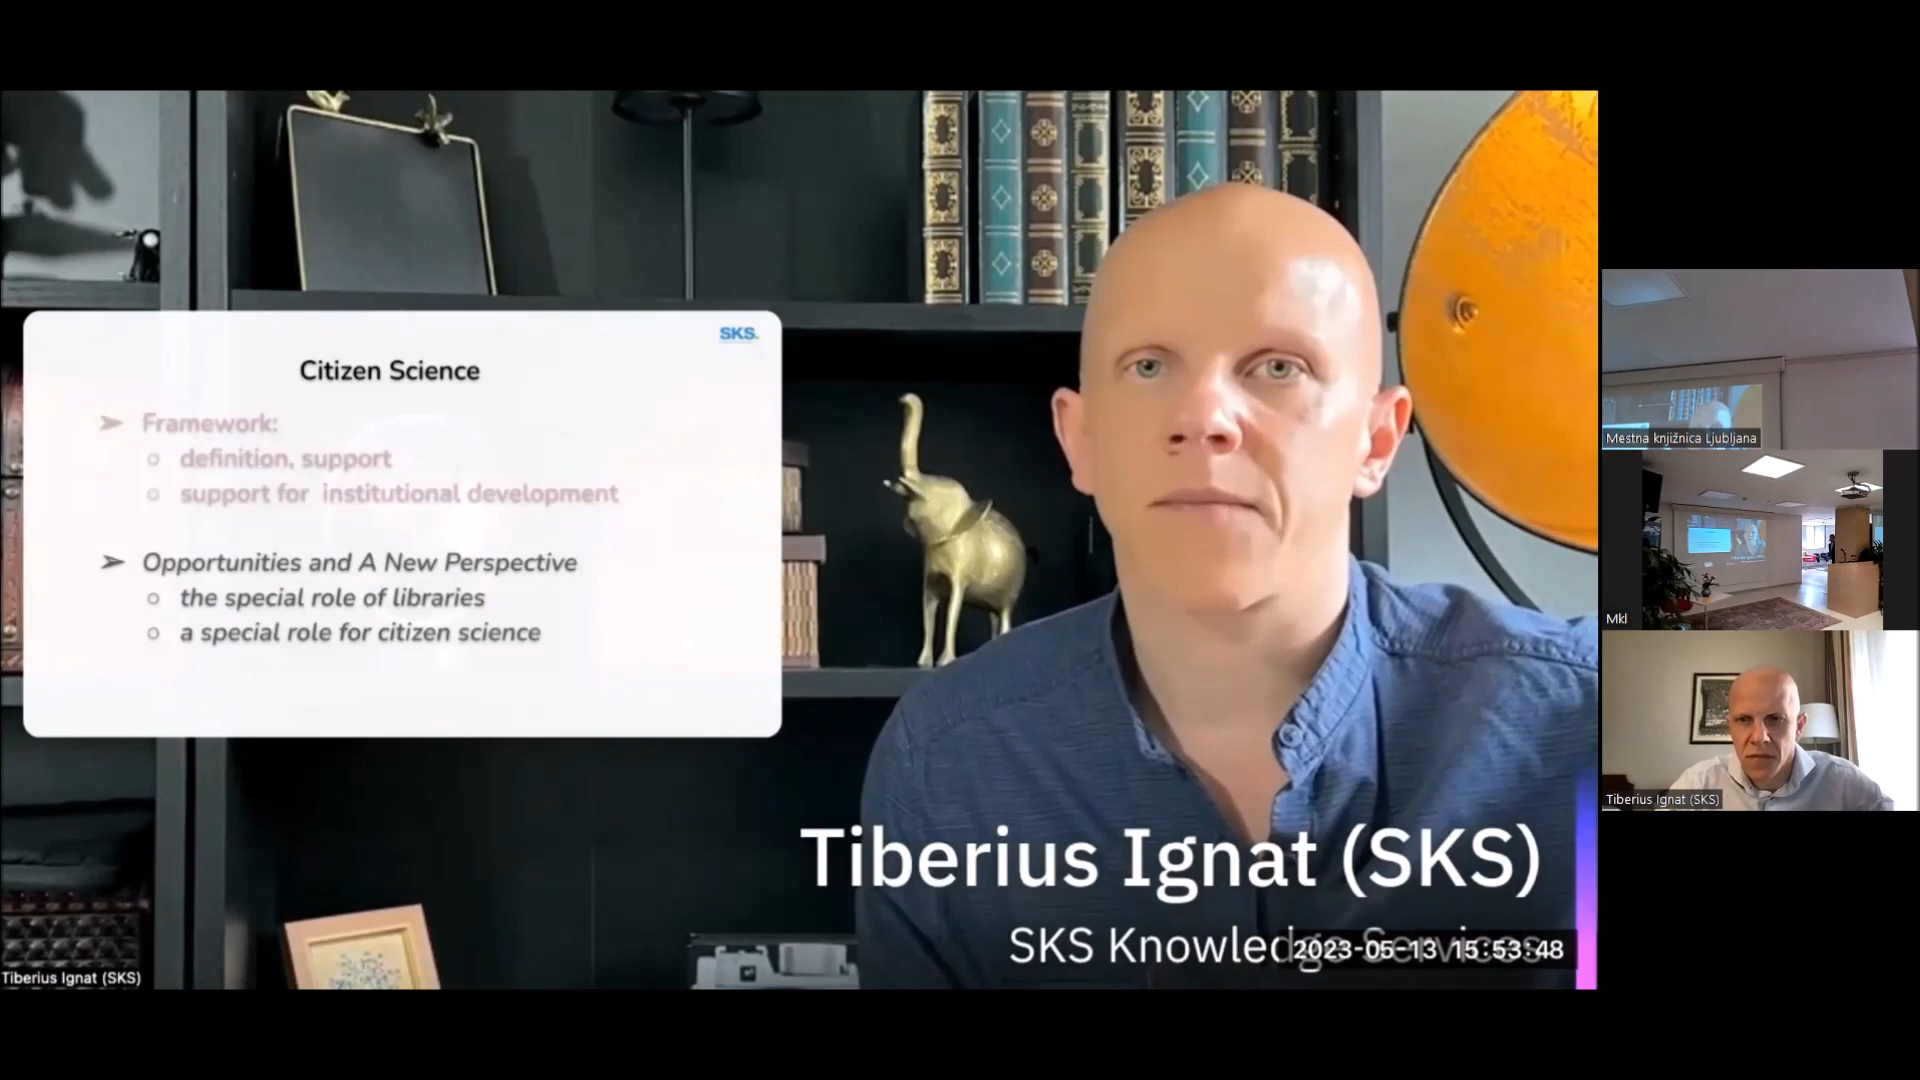 SKS.
Citizen Science
➤ Framework:
○ definition, support
○ support for institutional development
➤ Opportunities and A New Perspective
○ the special role of libraries
○ a special role for citizen science
Tiberius Ignat (SKS)
SKS Knowledge Services
2023-05-13 15:53:48
Tiberius Ignat (SKS)
Mestna knjižnica Ljubljana
Mkl
Tiberius Ignat (SKS)